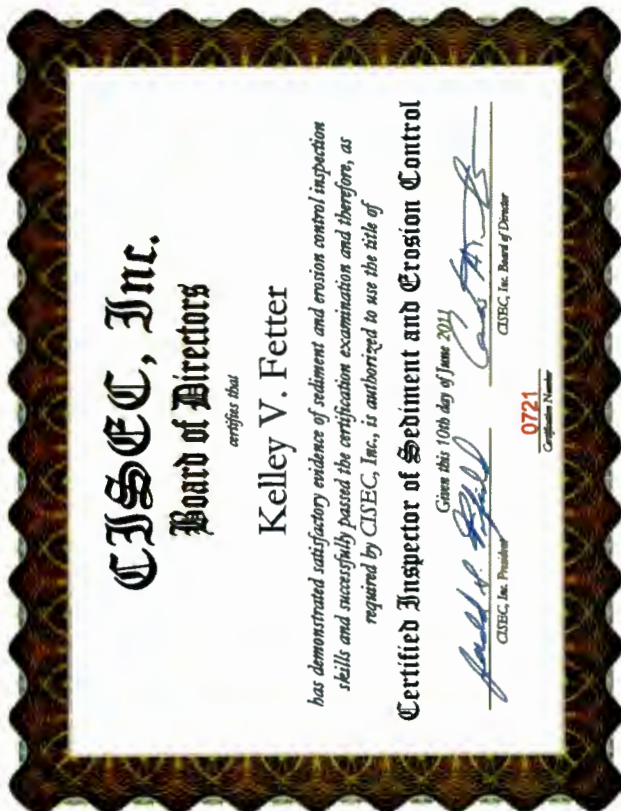 CISEC, Inc.
Board of Directors
certifies that
Kelley V. Fetter
has demonstrated satisfactory evidence of sediment and erosion control inspection
skills and successfully passed the certification examination and therefore, as
required by CISEC, Inc., is authorized to use the title of
Certified Inspector of Sediment and Erosion Control
Given this 10th day of June 2011
CISEC, Inc. President
CISEC, Inc. Board of Director
0721
Certification Number